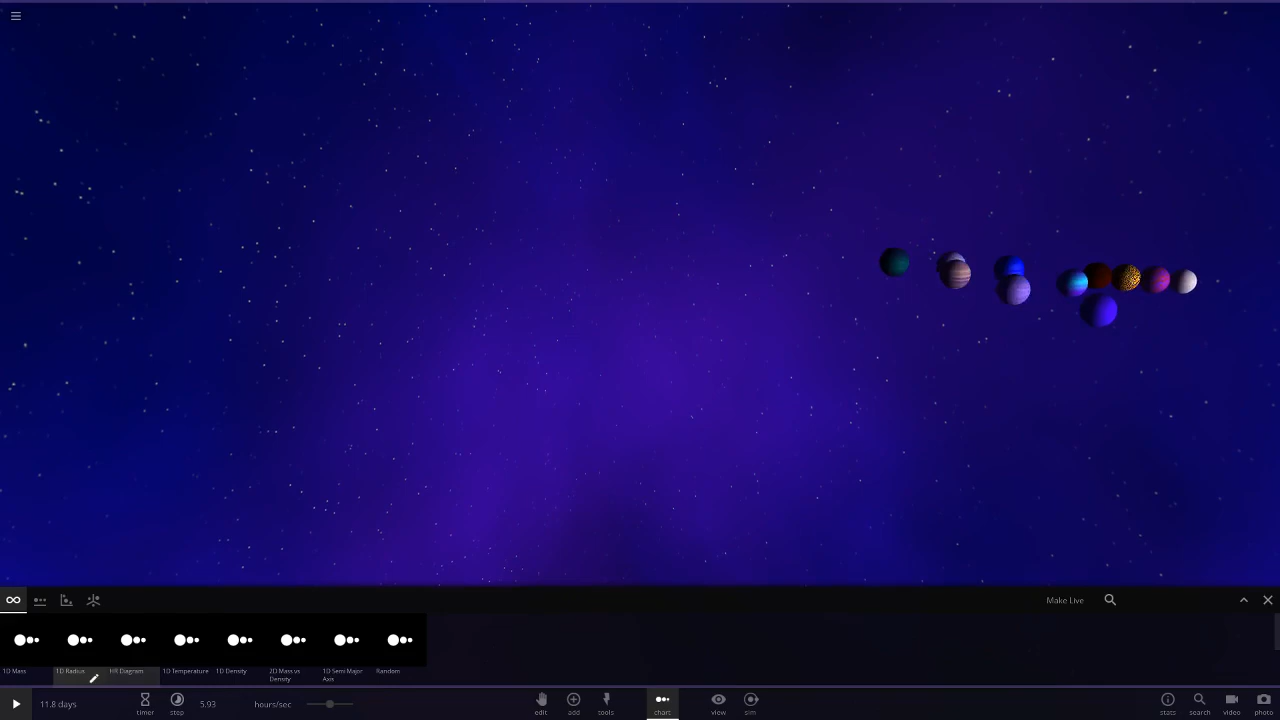 Make Live
1D Mass
1D Radius
HR Diagram
1D Temperature
1D Density
2D Mass vs
Density
1D Semi Major
Axis
Random
11.8 days
timer
step
5.93
hours/sec
edit
add
tools
chart
view
sim
stats
search
video
photo